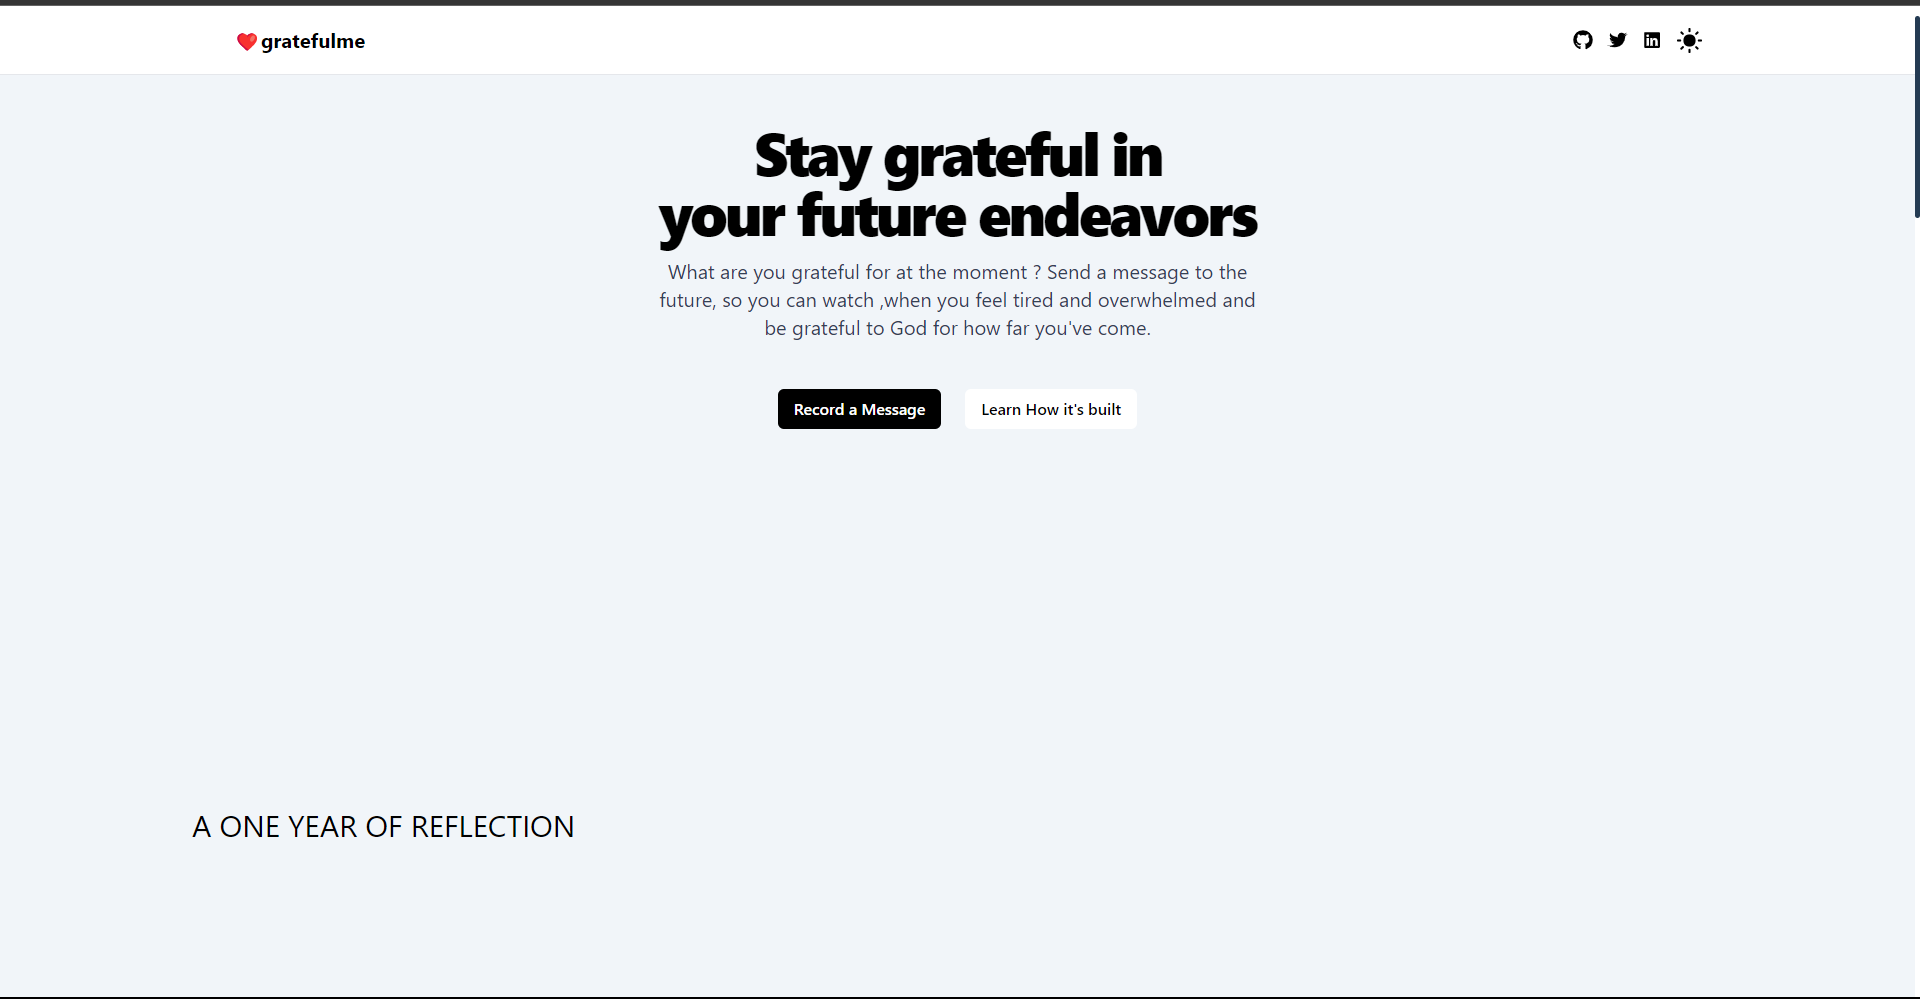 gratefulme
Stay grateful in
your future endeavors
What are you grateful for at the moment ? Send a message to the
future, so you can watch ,when you feel tired and overwhelmed and
be grateful to God for how far you've come.
Record a Message
Learn How it's built
A ONE YEAR OF REFLECTION